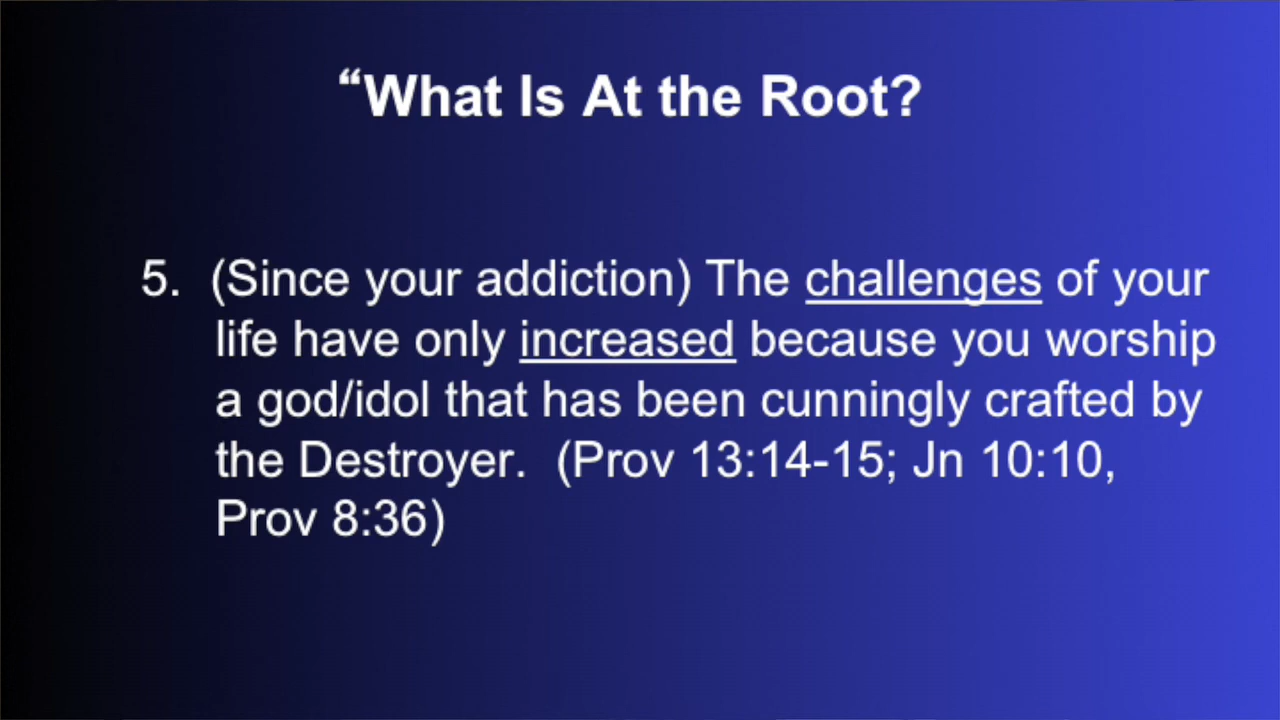 “What Is At the Root?
5. (Since your addiction) The challenges of your
life have only increased because you worship
a god/idol that has been cunningly crafted by
the Destroyer. (Prov 13:14-15; Jn 10:10,
Prov 8:36)